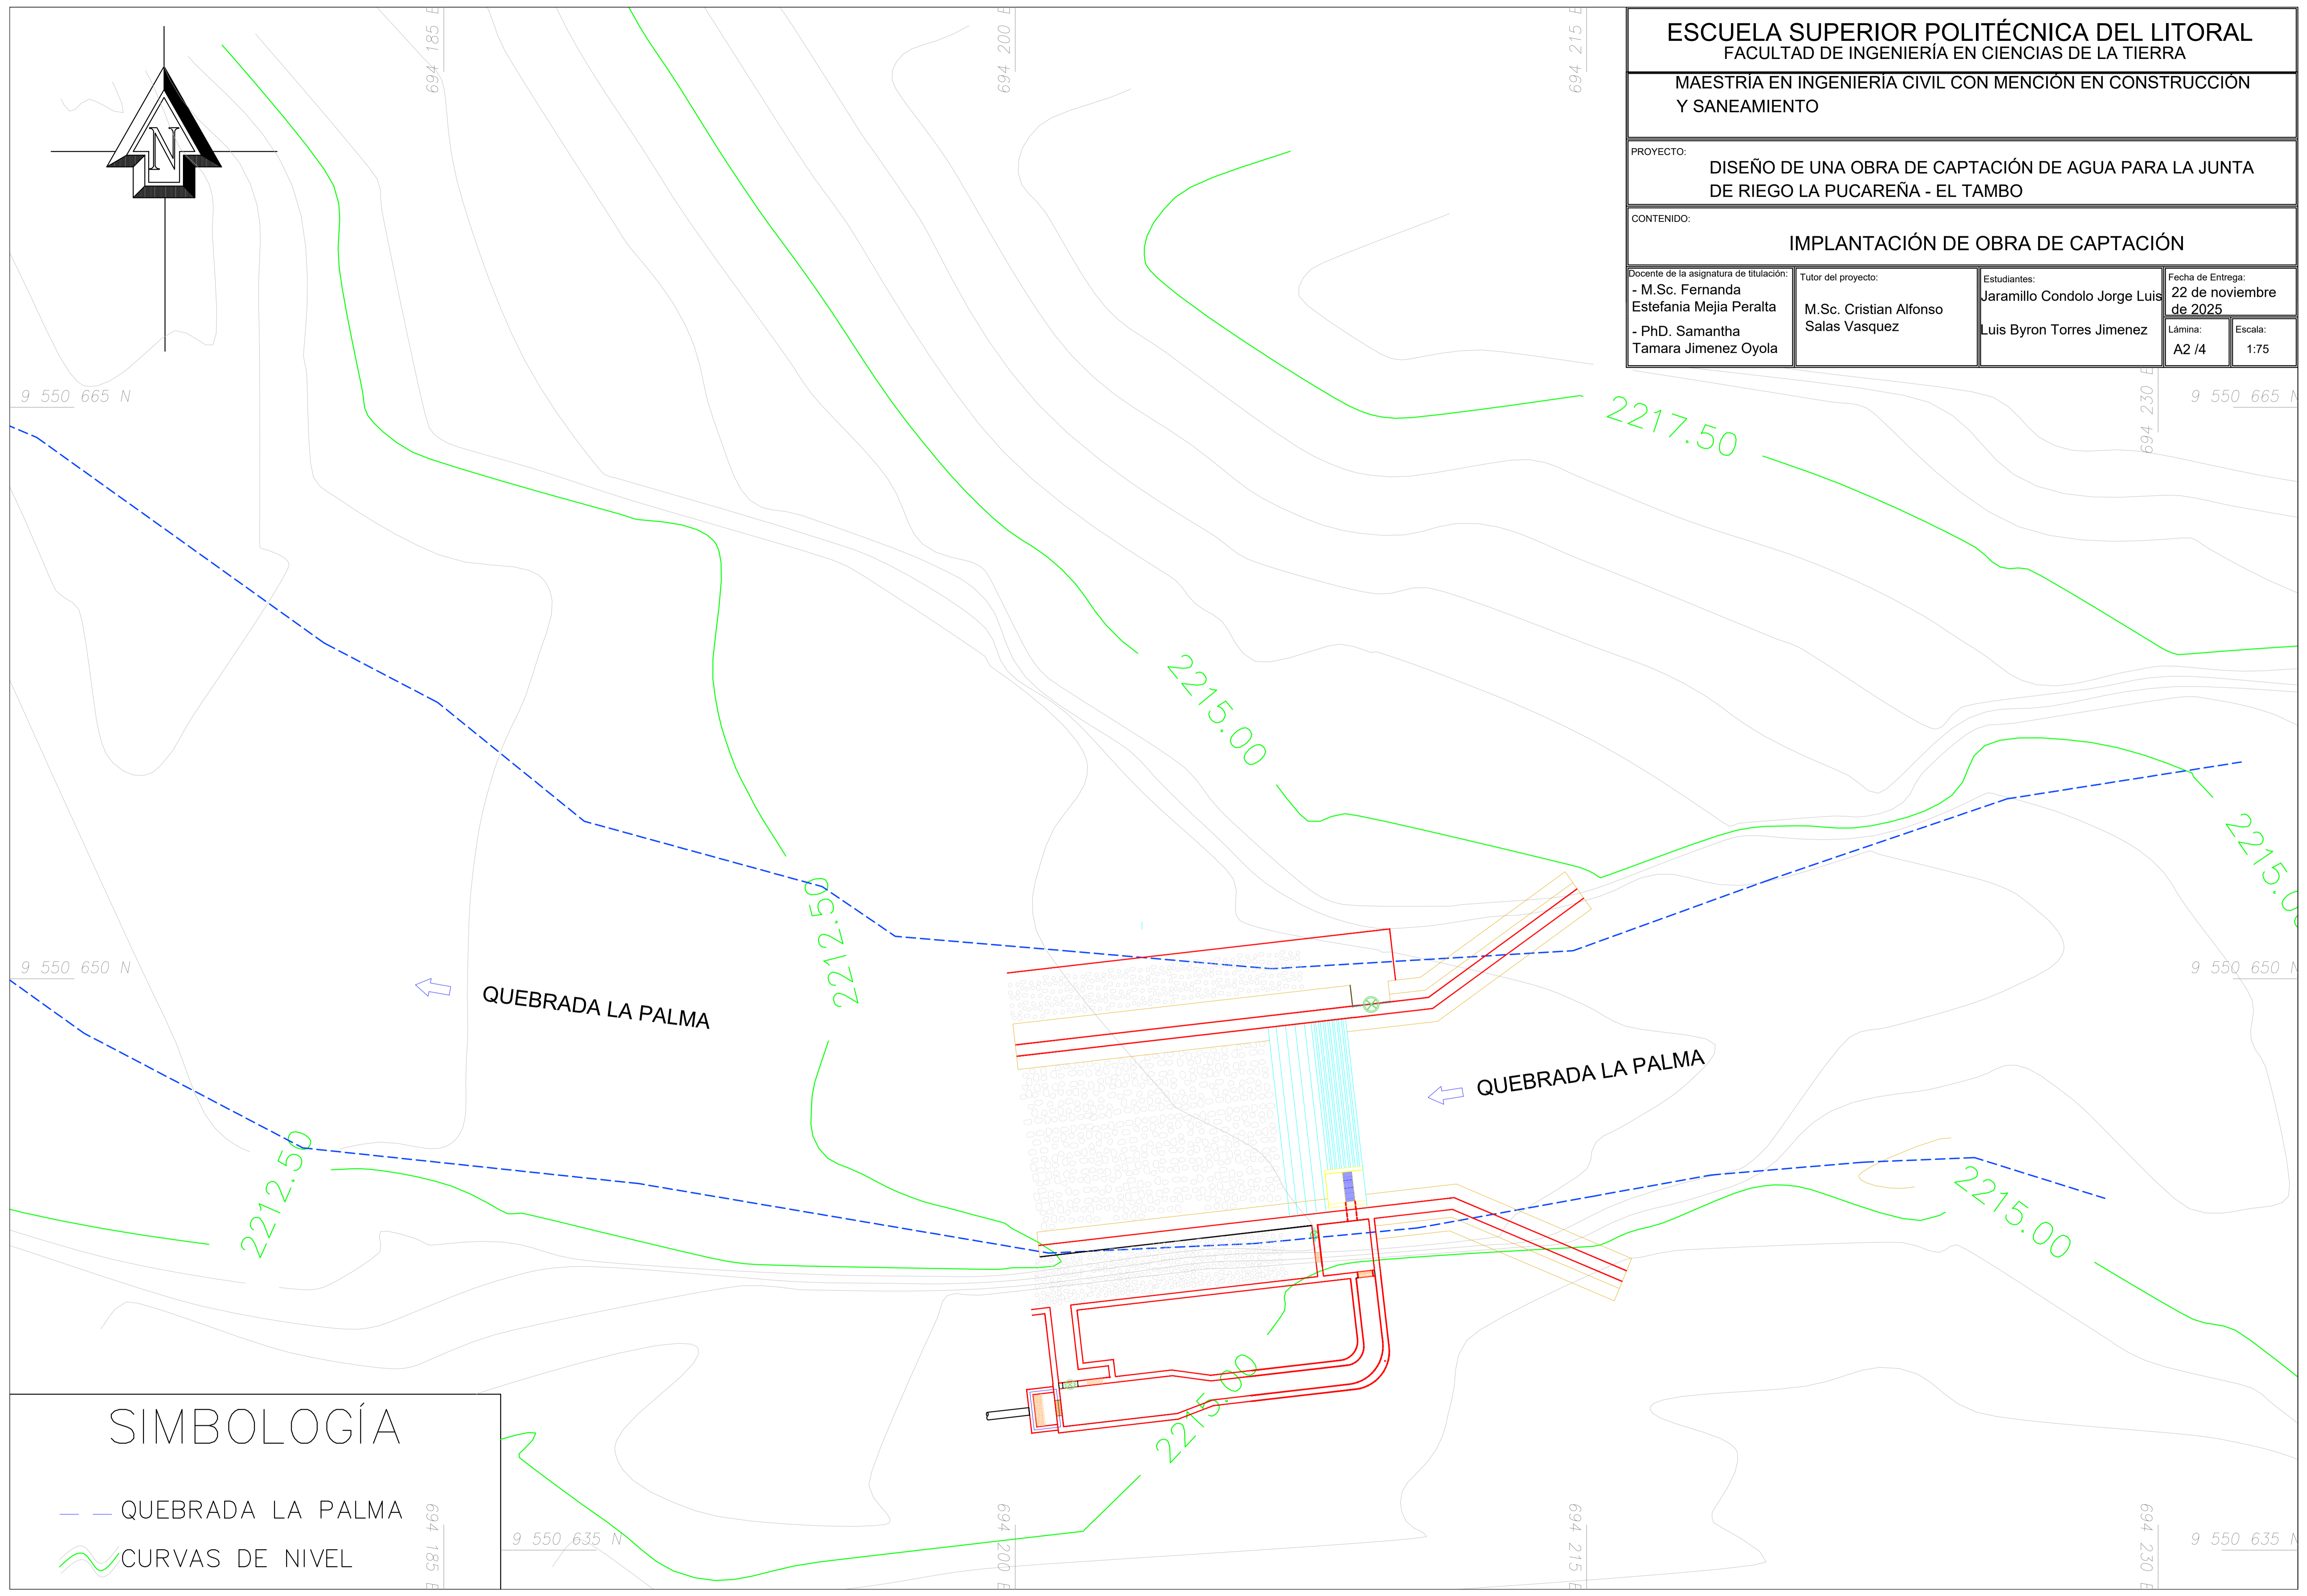 694 185 E
694 200 E
694 215 E
ESCUELA SUPERIOR POLITÉCNICA DEL LITORAL
FACULTAD DE INGENIERÍA EN CIENCIAS DE LA TIERRA
MAESTRÍA EN INGENIERÍA CIVIL CON MENCIÓN EN CONSTRUCCIÓN
Y SANEAMIENTO
PROYECTO:
DISEÑO DE UNA OBRA DE CAPTACIÓN DE AGUA PARA LA JUNTA
DE RIEGO LA PUCAREÑA - EL TAMBO
CONTENIDO:
IMPLANTACIÓN DE OBRA DE CAPTACIÓN
Docente de la asignatura de titulación:
- M.Sc. Fernanda
Estefania Mejia Peralta
- PhD. Samantha
Tamara Jimenez Oyola
Tutor del proyecto:
M.Sc. Cristian Alfonso
Salas Vasquez
Estudiantes:
Jaramillo Condolo Jorge Luis
Luis Byron Torres Jimenez
Fecha de Entrega:
22 de noviembre
de 2025
Lámina:
A2 /4
Escala:
1:75
N
9 550 665 N
694 230 E
9 550 665 N
2217.50
2215.00
2215.00
2212.50
9 550 650 N
9 550 650 N
QUEBRADA LA PALMA
QUEBRADA LA PALMA
2212.50
2215.00
2215.00
SIMBOLOGÍA
QUEBRADA LA PALMA
CURVAS DE NIVEL
694 185 E
9 550 635 N
694 200 E
694 215 E
694 230 E
9 550 635 N